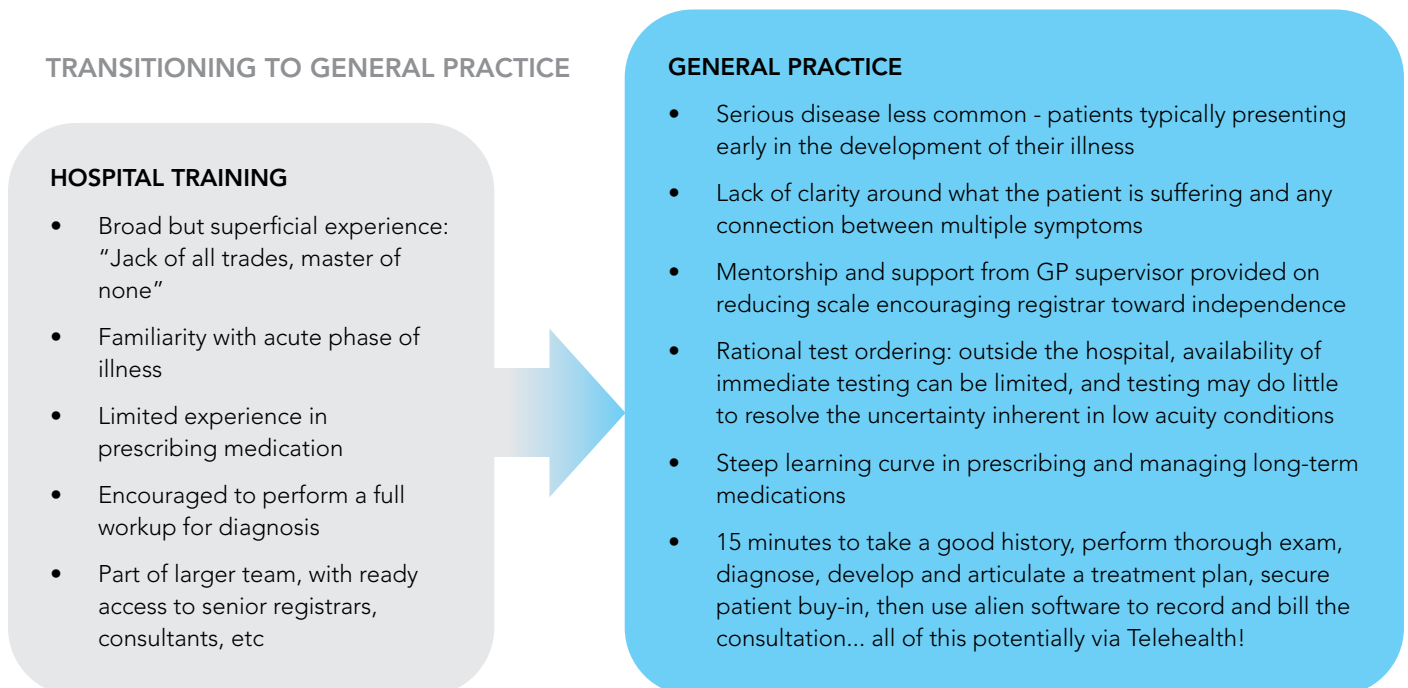 TRANSITIONING TO GENERAL PRACTICE
HOSPITAL TRAINING
• Broad but superficial experience:
“Jack of all trades, master of
none”
• Familiarity with acute phase of
illness
• Limited experience in
prescribing medication
• Encouraged to perform a full
workup for diagnosis
• Part of larger team, with ready
access to senior registrars,
consultants, etc
GENERAL PRACTICE
• Serious disease less common - patients typically presenting
early in the development of their illness
• Lack of clarity around what the patient is suffering and any
connection between multiple symptoms
• Mentorship and support from GP supervisor provided on
reducing scale encouraging registrar toward independence
• Rational test ordering: outside the hospital, availability of
immediate testing can be limited, and testing may do little
to resolve the uncertainty inherent in low acuity conditions
• Steep learning curve in prescribing and managing long-term
medications
• 15 minutes to take a good history, perform thorough exam,
diagnose, develop and articulate a treatment plan, secure
patient buy-in, then use alien software to record and bill the
consultation... all of this potentially via Telehealth!